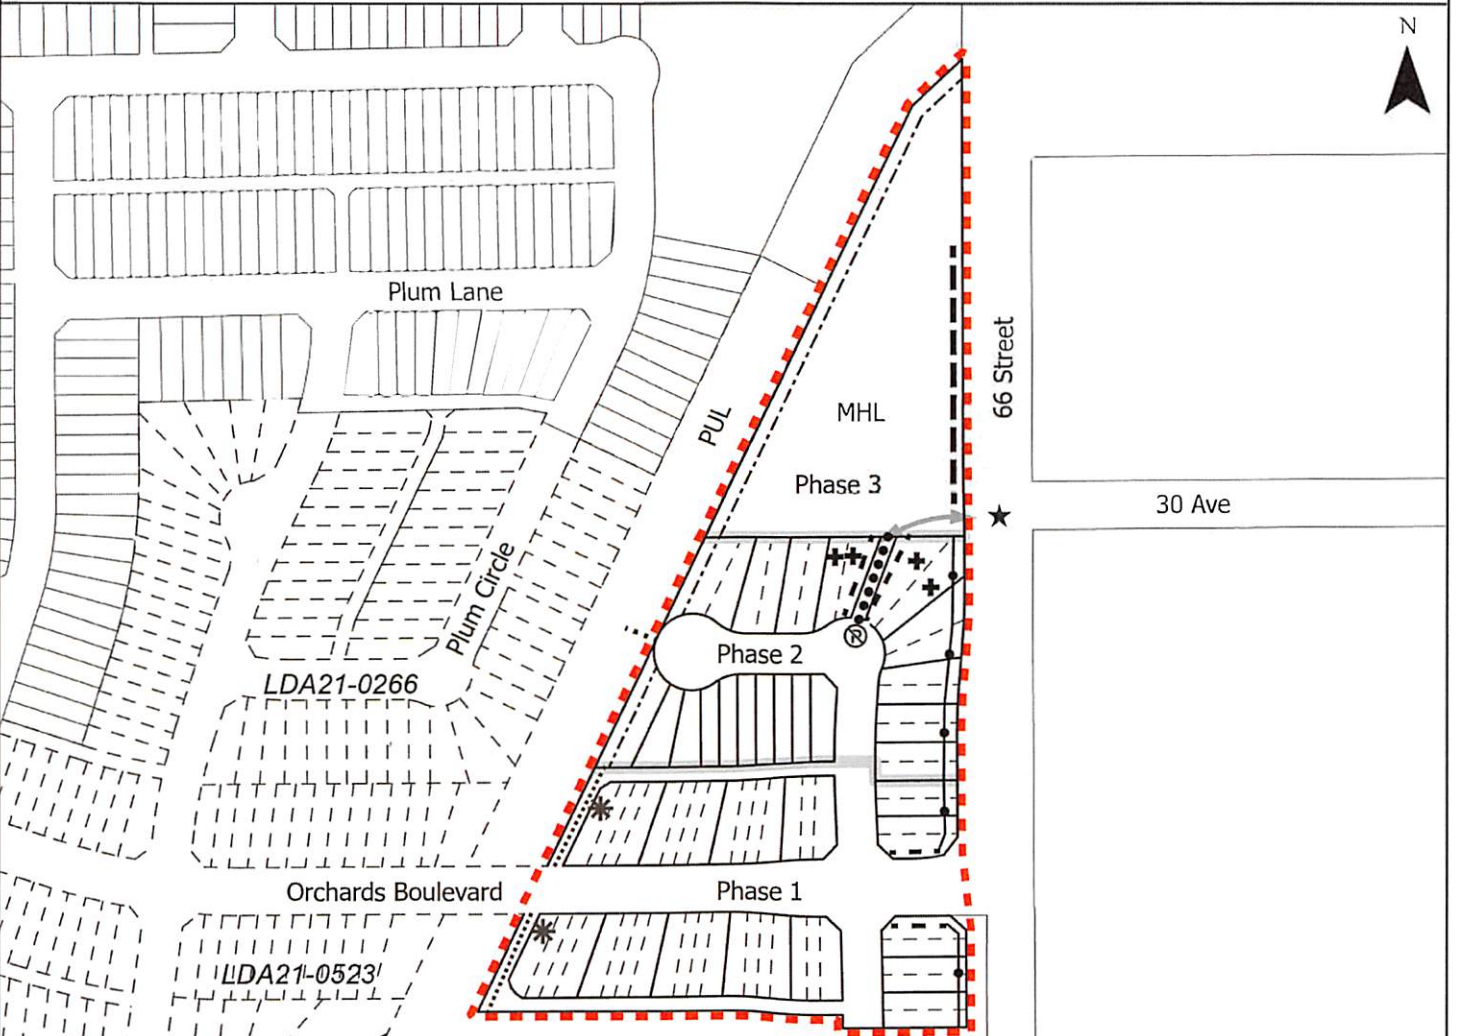 N
Plum Lane
66 Street
PUL
MHL
Phase 3
30 Ave
Plum Circle
Phase 2
LDA21-0266
Orchards Boulevard
Phase 1
LDA21-0523